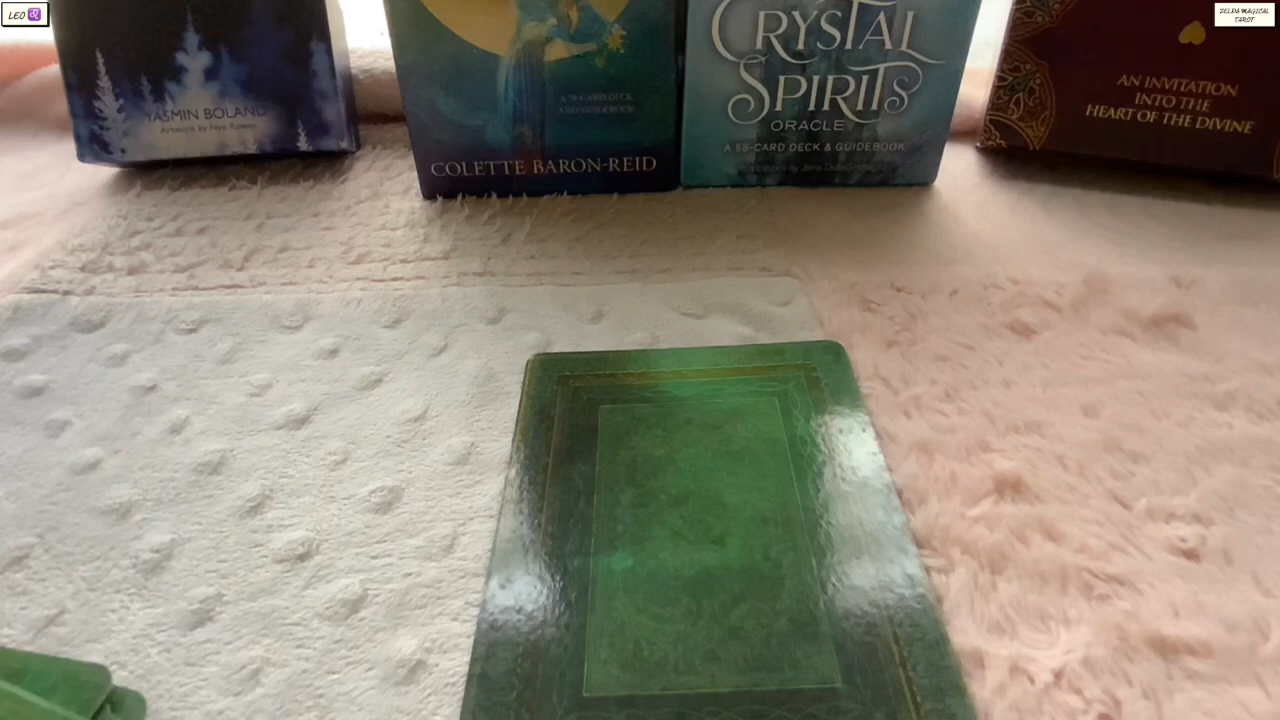 LEO ♌
ZELDA MAGICAL
TAROT
YASMIN BOLAND
Artwork by Nyx Rowan
COLETTE BARON-REID
CRYSTAL
SPIRITS
ORACLE
A 58-CARD DECK & GUIDEBOOK
AN INVITATION
INTO THE
HEART OF THE DIVINE